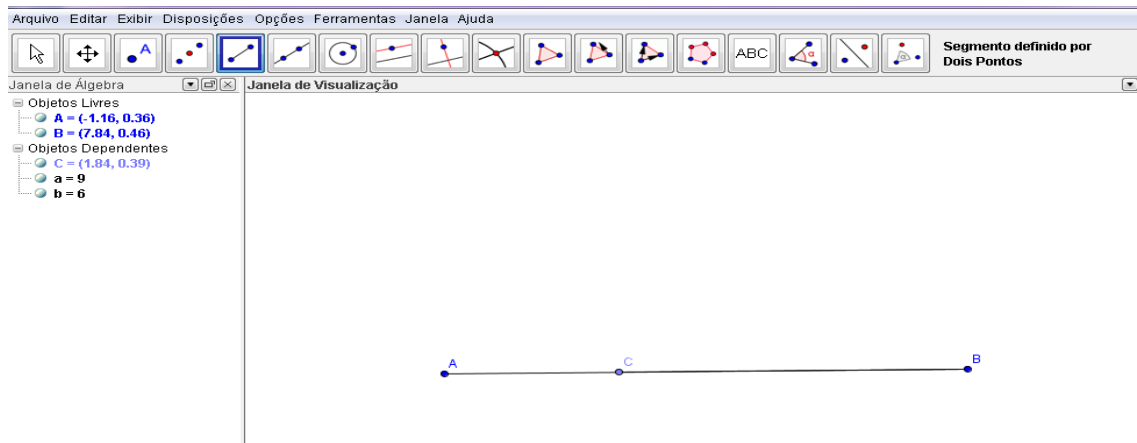 Arquivo Editar Exibir Disposições Opções Ferramentas Janela Ajuda
A
ABC
α
Segmento definido por
Dois Pontos
Janela de Álgebra
Janela de Visualização
Objetos Livres
A = (-1.16, 0.36)
B = (7.84, 0.46)
Objetos Dependentes
C = (1.84, 0.39)
a = 9
b = 6
A
C
B